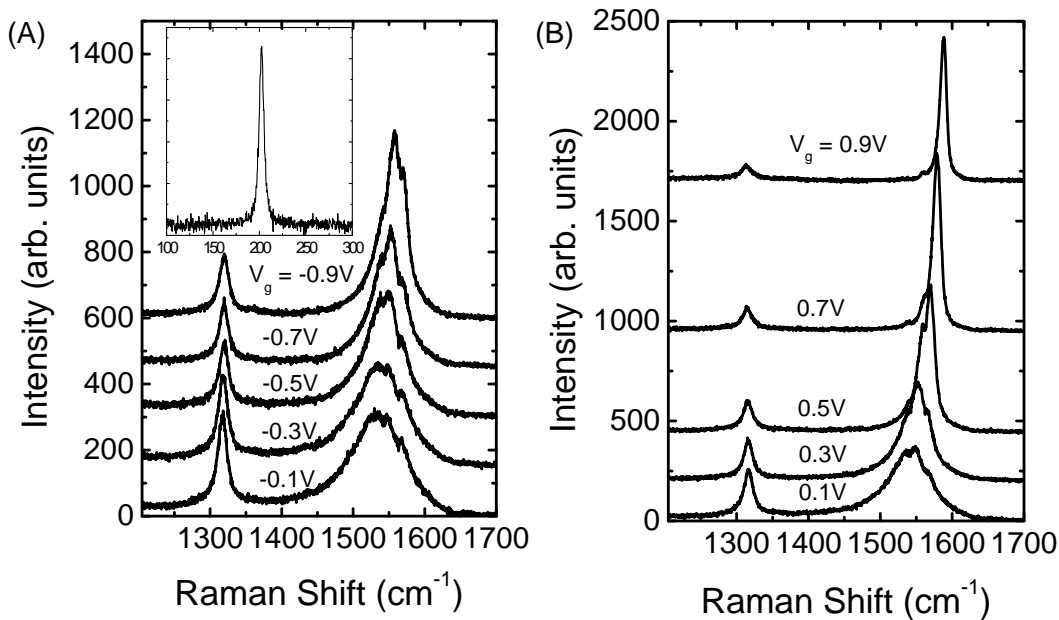 (A)
1400
1200
1000
800
600
400
200
0
Intensity (arb. units)
1300 1400 1500 1600 1700
Raman Shift (cm⁻¹)
100 150 200 250 300
V_g = -0.9V
-0.7V
-0.5V
-0.3V
-0.1V
(B)
2500
2000
1500
1000
500
0
Intensity (arb. units)
1300 1400 1500 1600 1700
Raman Shift (cm⁻¹)
V_g = 0.9V
0.7V
0.5V
0.3V
0.1V